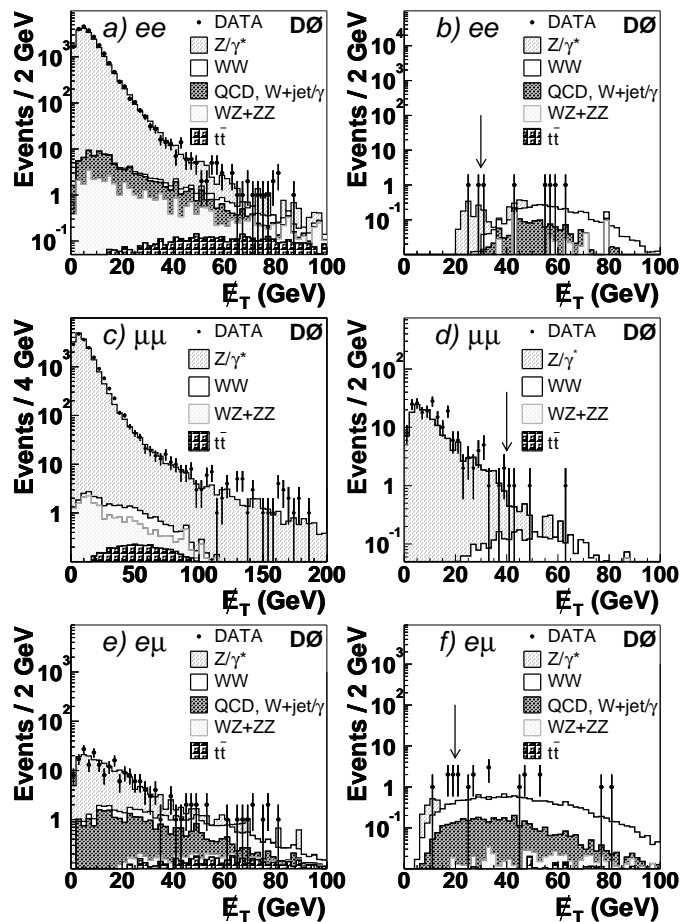 a) ee
DATA
DØ
Z/γ*
WW
QCD, W+jet/γ
WZ+ZZ
tt̄
Events / 2 GeV
10³
10²
10
1
10⁻¹
0 20 40 60 80 100
E̸_T (GeV)
b) ee
DATA
DØ
Z/γ*
WW
QCD, W+jet/γ
WZ+ZZ
tt̄
Events / 2 GeV
10⁴
10³
10²
10
1
10⁻¹
0 20 40 60 80 100
E̸_T (GeV)
c) μμ
DATA
DØ
Z/γ*
WW
WZ+ZZ
tt̄
Events / 4 GeV
10³
10²
10
1
0 50 100 150 200
E̸_T (GeV)
d) μμ
DATA
DØ
Z/γ*
WW
WZ+ZZ
tt̄
Events / 2 GeV
10²
10
1
10⁻¹
0 20 40 60 80 100
E̸_T (GeV)
e) eμ
DATA
DØ
Z/γ*
WW
QCD, W+jet/γ
WZ+ZZ
tt̄
Events / 2 GeV
10³
10²
10
1
0 20 40 60 80 100
E̸_T (GeV)
f) eμ
DATA
DØ
Z/γ*
WW
QCD, W+jet/γ
WZ+ZZ
tt̄
Events / 2 GeV
10³
10²
10
1
10⁻¹
0 20 40 60 80 100
E̸_T (GeV)